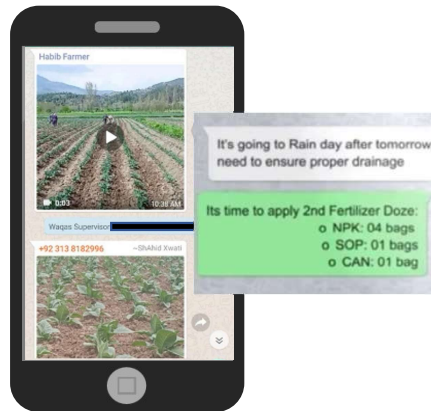 Habib Farmer
0:03
10:38 AM
Waqas Supervisor
+92 313 8182996
~ShAhid Xwati
It's going to Rain day after tomorrow
need to ensure proper drainage
Its time to apply 2nd Fertilizer Doze:
o NPK: 04 bags
o SOP: 01 bags
o CAN: 01 bag